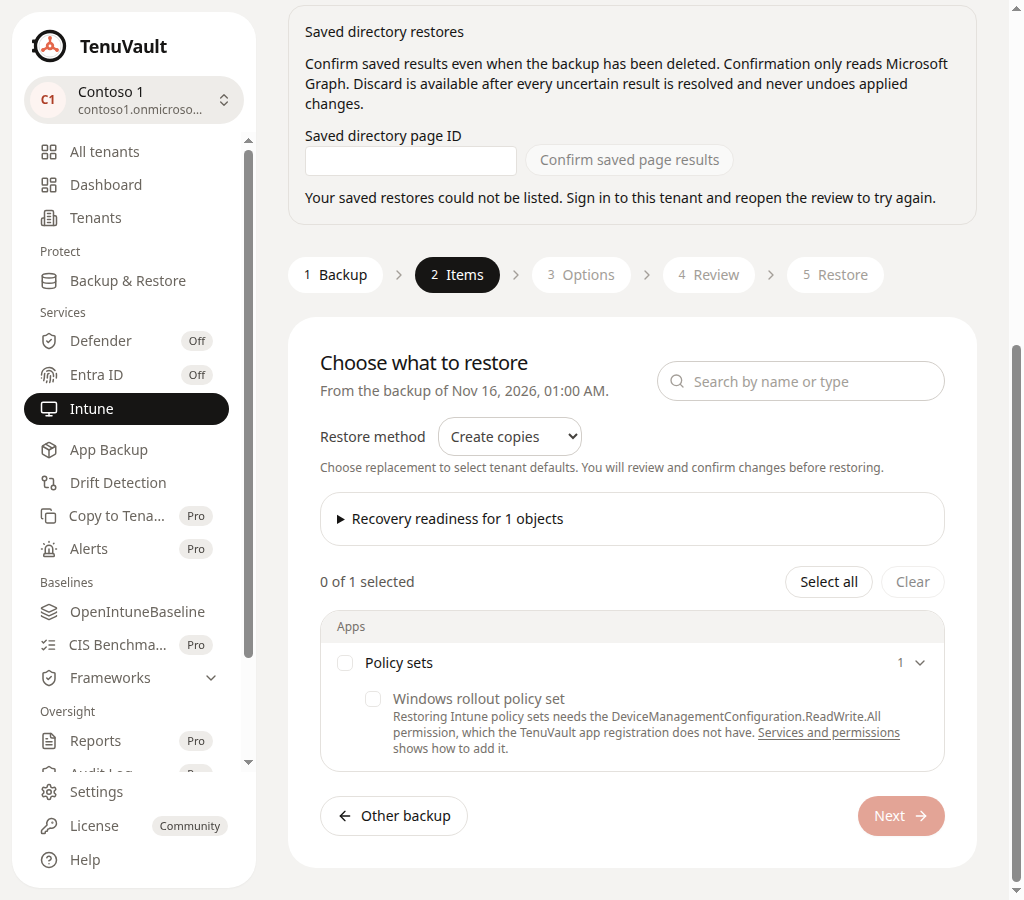 TenuVault
C1
Contoso 1
contoso1.onmicroso...
All tenants
Dashboard
Tenants
Protect
Backup & Restore
Services
Defender
Off
Entra ID
Off
Intune
App Backup
Drift Detection
Copy to Tena...
Pro
Alerts
Pro
Baselines
OpenIntuneBaseline
CIS Benchma...
Pro
Frameworks
Oversight
Reports
Pro
Settings
License
Community
Help
Saved directory restores
Confirm saved results even when the backup has been deleted. Confirmation only reads Microsoft
Graph. Discard is available after every uncertain result is resolved and never undoes applied
changes.
Saved directory page ID
Confirm saved page results
Your saved restores could not be listed. Sign in to this tenant and reopen the review to try again.
1 Backup
2 Items
3 Options
4 Review
5 Restore
Choose what to restore
From the backup of Nov 16, 2026, 01:00 AM.
Search by name or type
Restore method
Create copies
Choose replacement to select tenant defaults. You will review and confirm changes before restoring.
Recovery readiness for 1 objects
0 of 1 selected
Select all
Clear
Apps
Policy sets
1
Windows rollout policy set
Restoring Intune policy sets needs the DeviceManagementConfiguration.ReadWrite.All
permission, which the TenuVault app registration does not have. Services and permissions
shows how to add it.
Other backup
Next